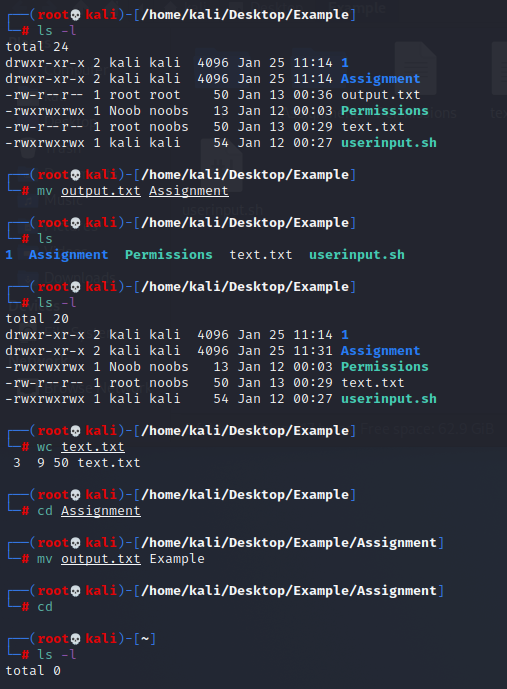 ┌──(root💀kali)-[/home/kali/Desktop/Example]
└─# ls -l
total 24
drwxr-xr-x 2 kali kali  4096 Jan 25 11:14 1
drwxr-xr-x 2 kali kali  4096 Jan 25 11:14 Assignment
-rw-r--r-- 1 root root    50 Jan 13 00:36 output.txt
-rwxrwxrwx 1 Noob noobs   13 Jan 12 00:03 Permissions
-rw-r--r-- 1 root noobs   50 Jan 13 00:29 text.txt
-rwxrwxrwx 1 kali kali    54 Jan 12 00:27 userinput.sh
┌──(root💀kali)-[/home/kali/Desktop/Example]
└─# mv output.txt Assignment
┌──(root💀kali)-[/home/kali/Desktop/Example]
└─# ls
1  Assignment  Permissions  text.txt  userinput.sh
┌──(root💀kali)-[/home/kali/Desktop/Example]
└─# ls -l
total 20
drwxr-xr-x 2 kali kali  4096 Jan 25 11:14 1
drwxr-xr-x 2 kali kali  4096 Jan 25 11:31 Assignment
-rwxrwxrwx 1 Noob noobs   13 Jan 12 00:03 Permissions
-rw-r--r-- 1 root noobs   50 Jan 13 00:29 text.txt
-rwxrwxrwx 1 kali kali    54 Jan 12 00:27 userinput.sh
┌──(root💀kali)-[/home/kali/Desktop/Example]
└─# wc text.txt
 3  9 50 text.txt
┌──(root💀kali)-[/home/kali/Desktop/Example]
└─# cd Assignment
┌──(root💀kali)-[/home/kali/Desktop/Example/Assignment]
└─# mv output.txt Example
┌──(root💀kali)-[/home/kali/Desktop/Example/Assignment]
└─# cd
┌──(root💀kali)-[~]
└─# ls -l
total 0